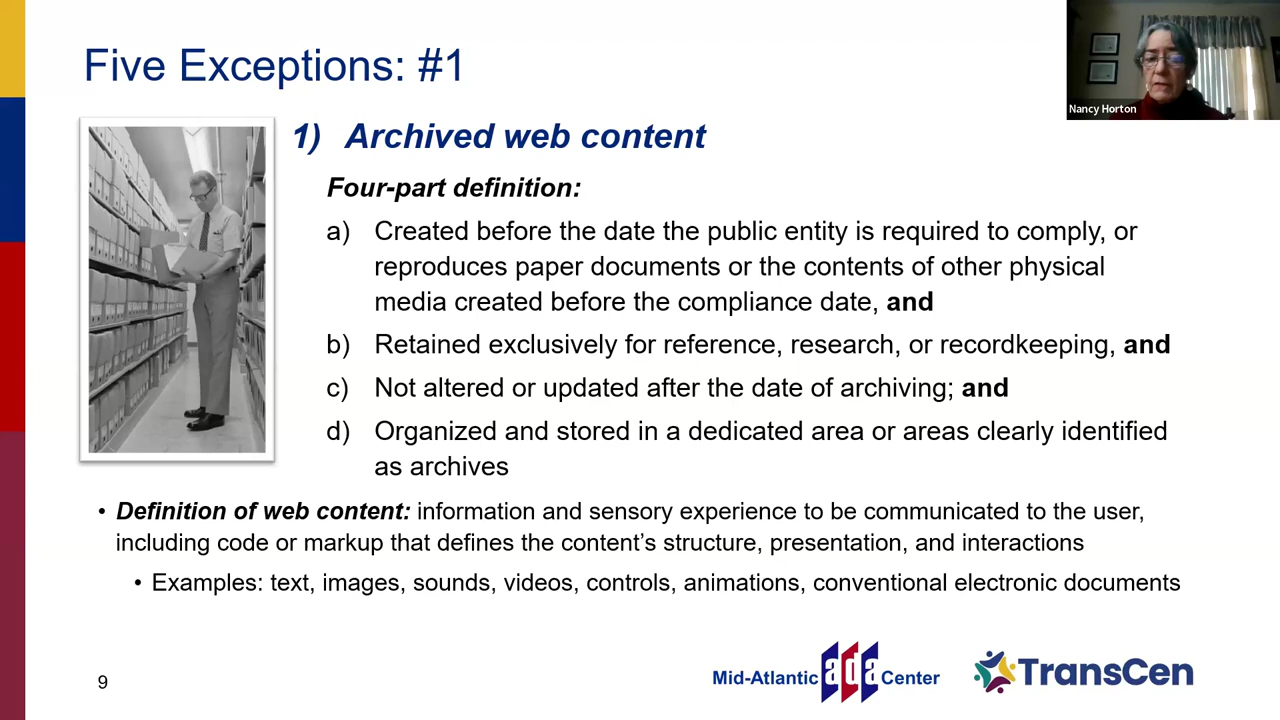 Five Exceptions: #1
Nancy Horton
1) Archived web content
Four-part definition:
a) Created before the date the public entity is required to comply, or
reproduces paper documents or the contents of other physical
media created before the compliance date, and
b) Retained exclusively for reference, research, or recordkeeping, and
c) Not altered or updated after the date of archiving; and
d) Organized and stored in a dedicated area or areas clearly identified
as archives
• Definition of web content: information and sensory experience to be communicated to the user,
including code or markup that defines the content’s structure, presentation, and interactions
• Examples: text, images, sounds, videos, controls, animations, conventional electronic documents
9
Mid-Atlantic ada Center
TransCen